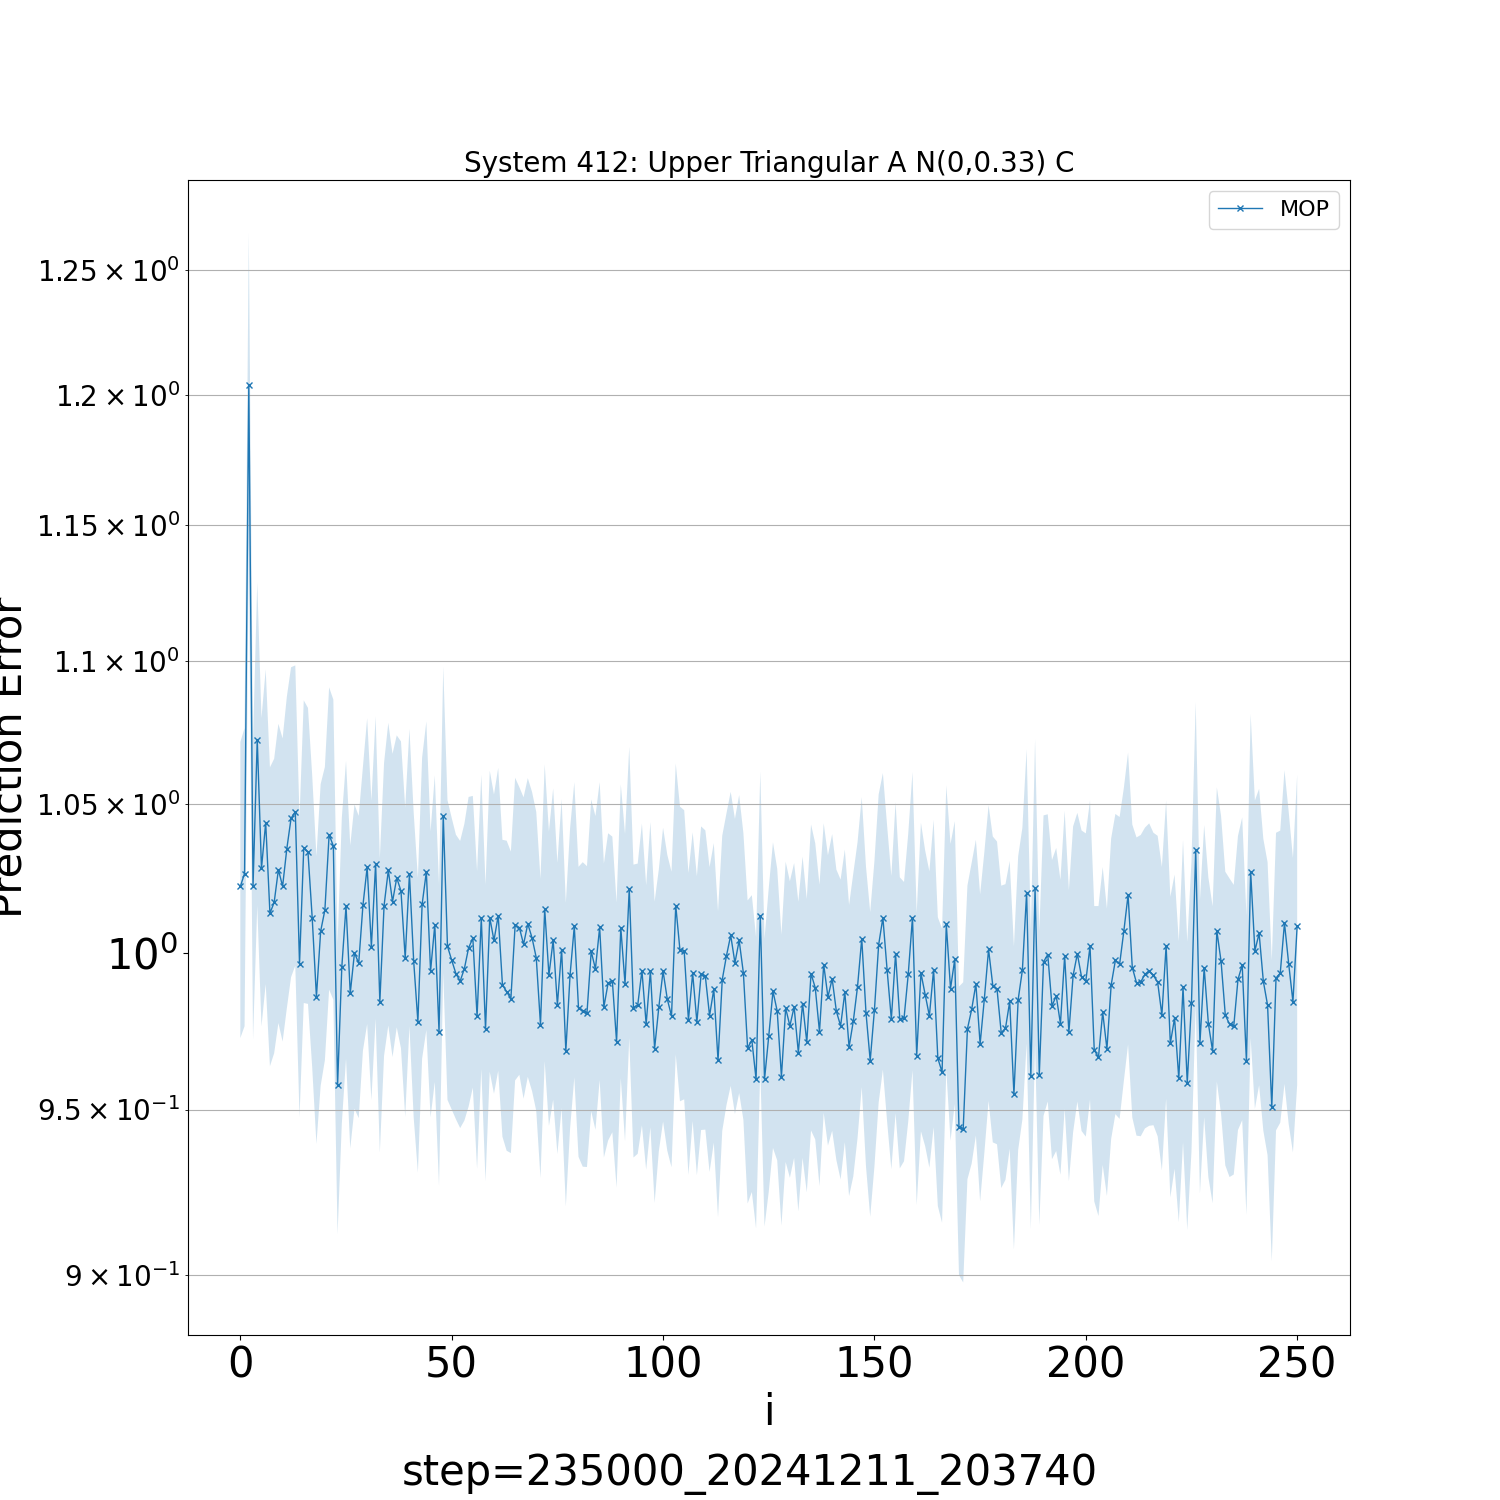 System 412: Upper Triangular A N(0,0.33) C
MOP
1.25 × 10⁰
1.2 × 10⁰
1.15 × 10⁰
1.1 × 10⁰
1.05 × 10⁰
10⁰
9.5 × 10⁻¹
9 × 10⁻¹
Prediction Error
0 50 100 150 200 250
i
step=235000_20241211_203740